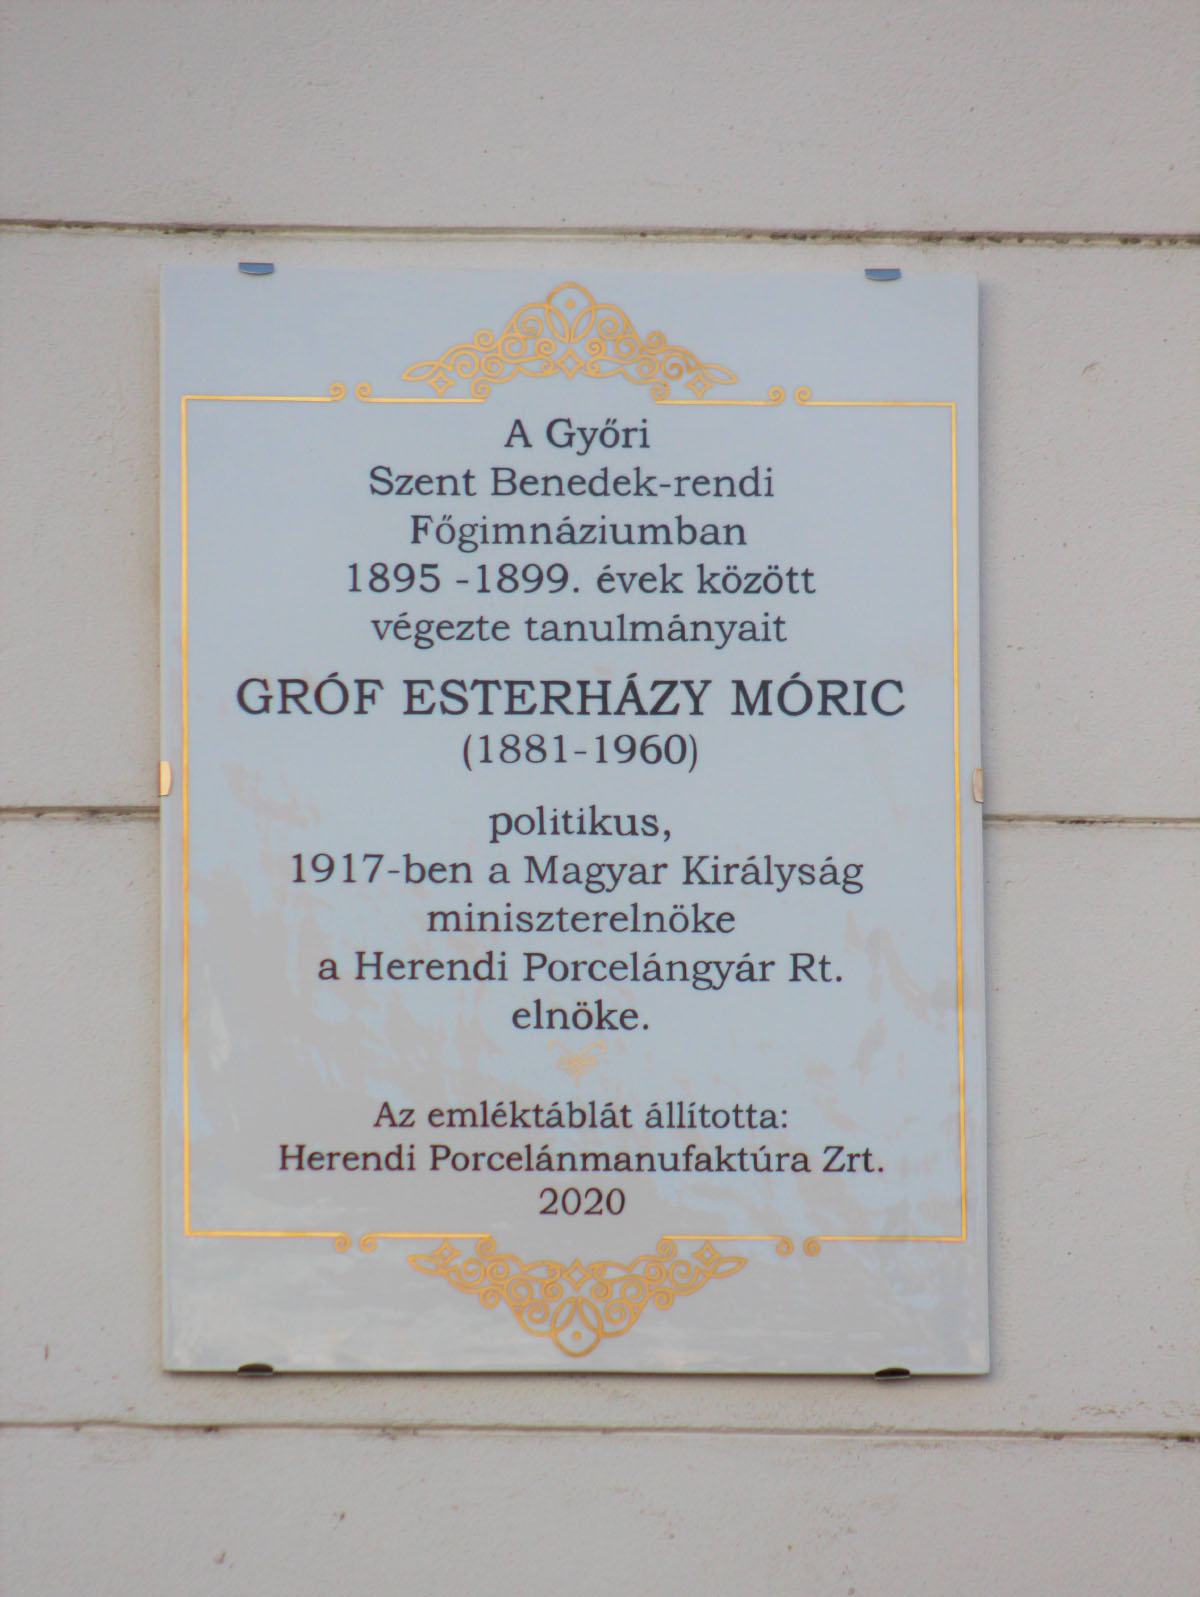 A Győri
Szent Benedek-rendi
Főgimnáziumban
1895 -1899. évek között
végezte tanulmányait
GRÓF ESTERHÁZY MÓRIC
(1881-1960)
politikus,
1917-ben a Magyar Királyság
miniszterelnöke
a Herendi Porcelángyár Rt.
elnöke.
Az emléktáblát állította:
Herendi Porcelánmanufaktúra Zrt.
2020